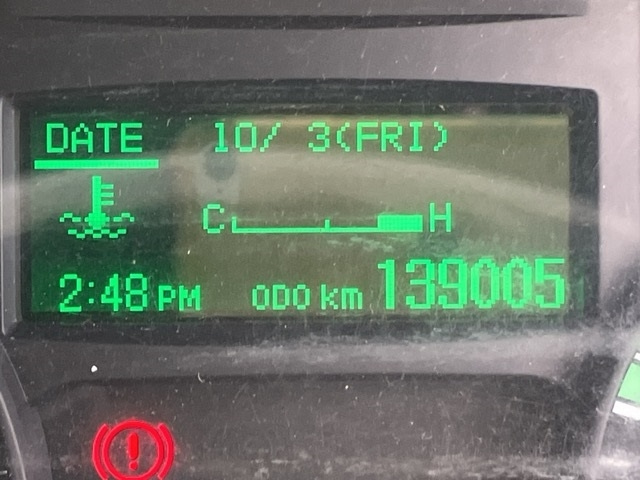 DATE 10/ 3(FRI)
C H
2:48 PM ODO km 139005
!